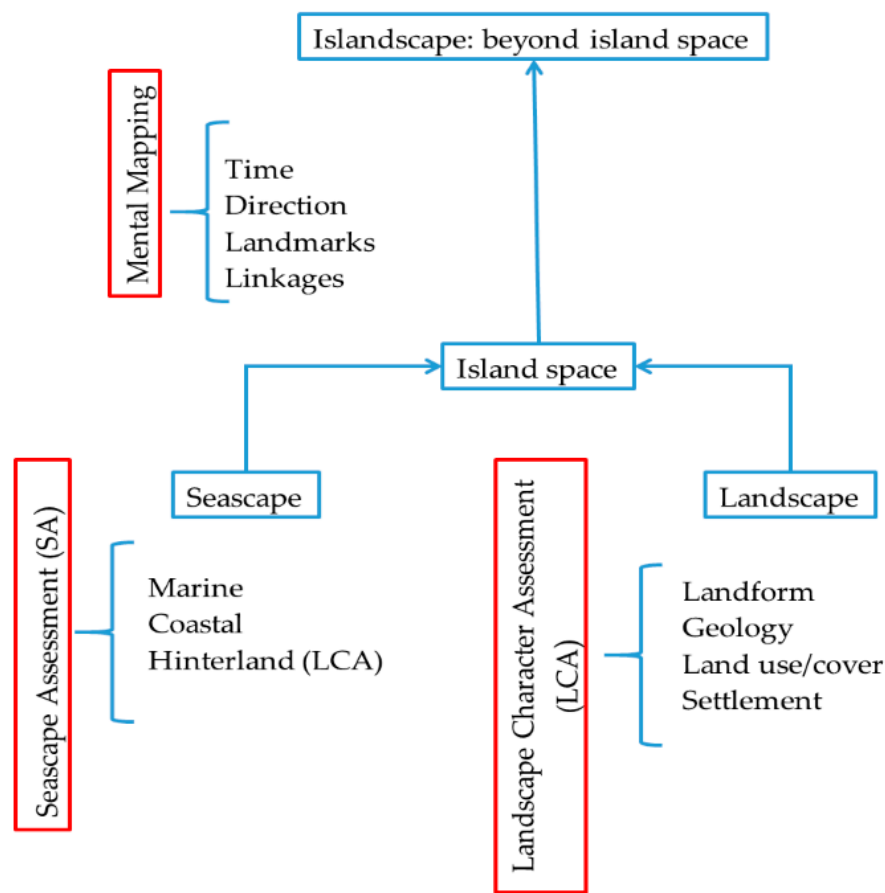 Islandscape: beyond island space
Mental Mapping
Time
Direction
Landmarks
Linkages
Island space
Seascape
Landscape
Seascape Assessment (SA)
Marine
Coastal
Hinterland (LCA)
Landscape Character Assessment
(LCA)
Landform
Geology
Land use/cover
Settlement